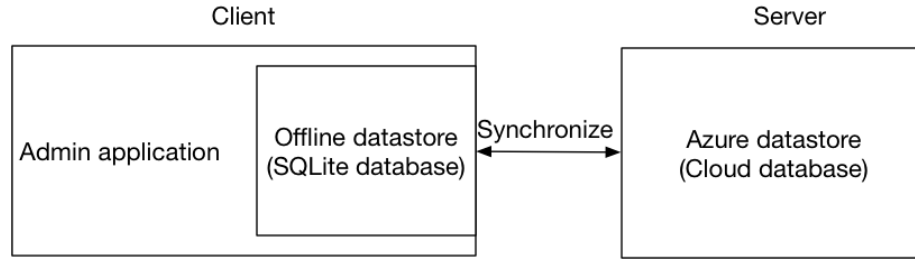 Client
Server
Admin application
Offline datastore
(SQLite database)
Synchronize
Azure datastore
(Cloud database)